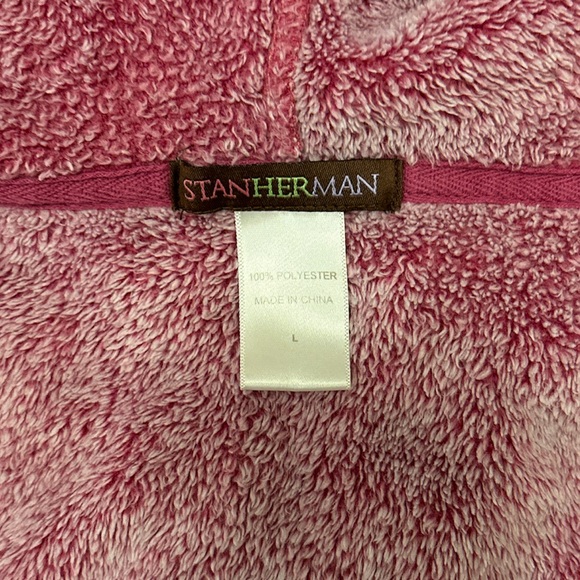 STANHERMAN
100% POLYESTER
MADE IN CHINA
L